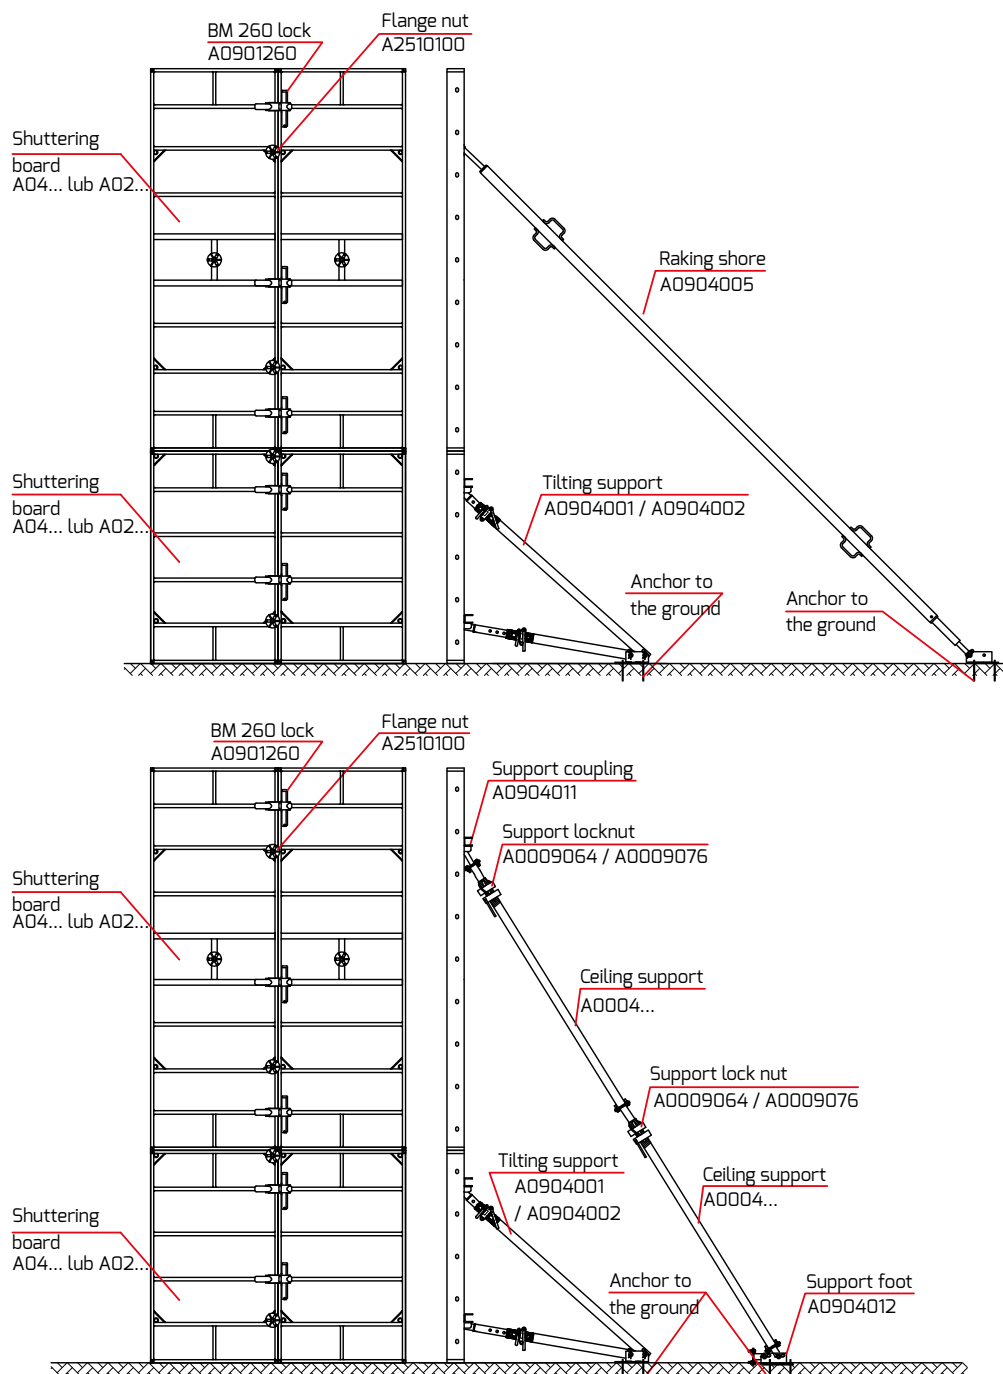 BM 260 lock
A0901260
Flange nut
A2510100
Shuttering
board
A04... lub A02...
Raking shore
A0904005
Shuttering
board
A04... lub A02...
Tilting support
A0904001 / A0904002
Anchor to
the ground
Anchor to
the ground
BM 260 lock
A0901260
Flange nut
A2510100
Support coupling
A0904011
Support locknut
A0009064 / A0009076
Shuttering
board
A04... lub A02...
Ceiling support
A0004...
Support lock nut
A0009064 / A0009076
Tilting support
A0904001
/ A0904002
Ceiling support
A0004...
Shuttering
board
A04... lub A02...
Anchor to
the ground
Support foot
A0904012